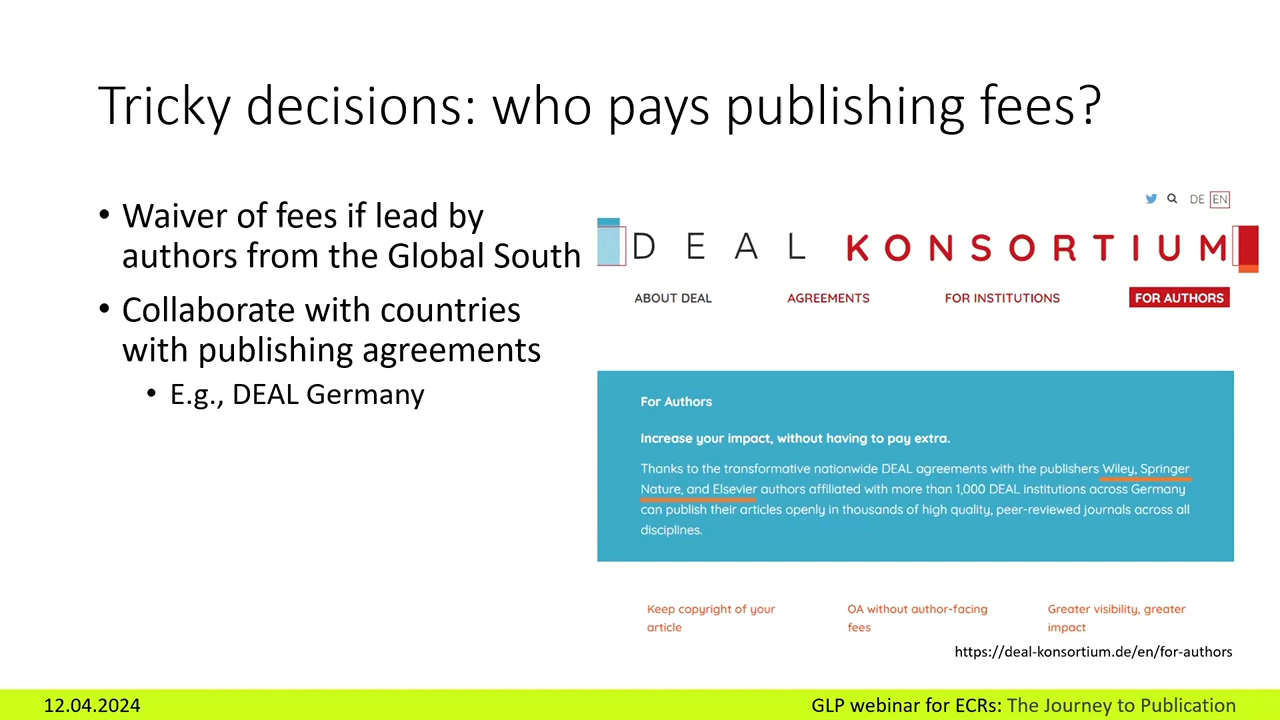 Tricky decisions: who pays publishing fees?
• Waiver of fees if lead by
authors from the Global South
• Collaborate with countries
with publishing agreements
• E.g., DEAL Germany
DE EN
DEAL KONSORTIUM
ABOUT DEAL AGREEMENTS FOR INSTITUTIONS FOR AUTHORS
For Authors
Increase your impact, without having to pay extra.
Thanks to the transformative nationwide DEAL agreements with the publishers Wiley, Springer
Nature, and Elsevier authors affiliated with more than 1,000 DEAL institutions across Germany
can publish their articles openly in thousands of high quality, peer-reviewed journals across all
disciplines.
Keep copyright of your
article
OA without author-facing
fees
Greater visibility, greater
impact
https://deal-konsortium.de/en/for-authors
12.04.2024
GLP webinar for ECRs: The Journey to Publication